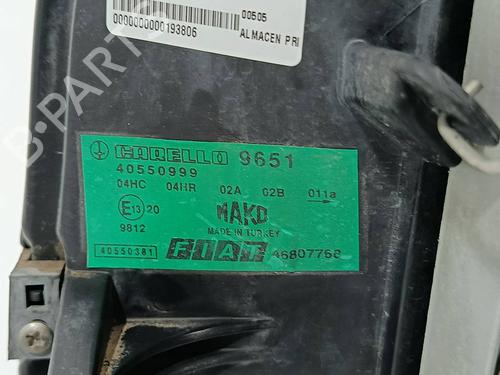 00505
0000000000193806
ALMACEN PRI
B-PARTS
CARELLO 9651
40550999
04HC 04HR 02A 02B 011a
E13 20
MAKO
9812
MADE IN TURKEY
40550381
FIAT 46807768